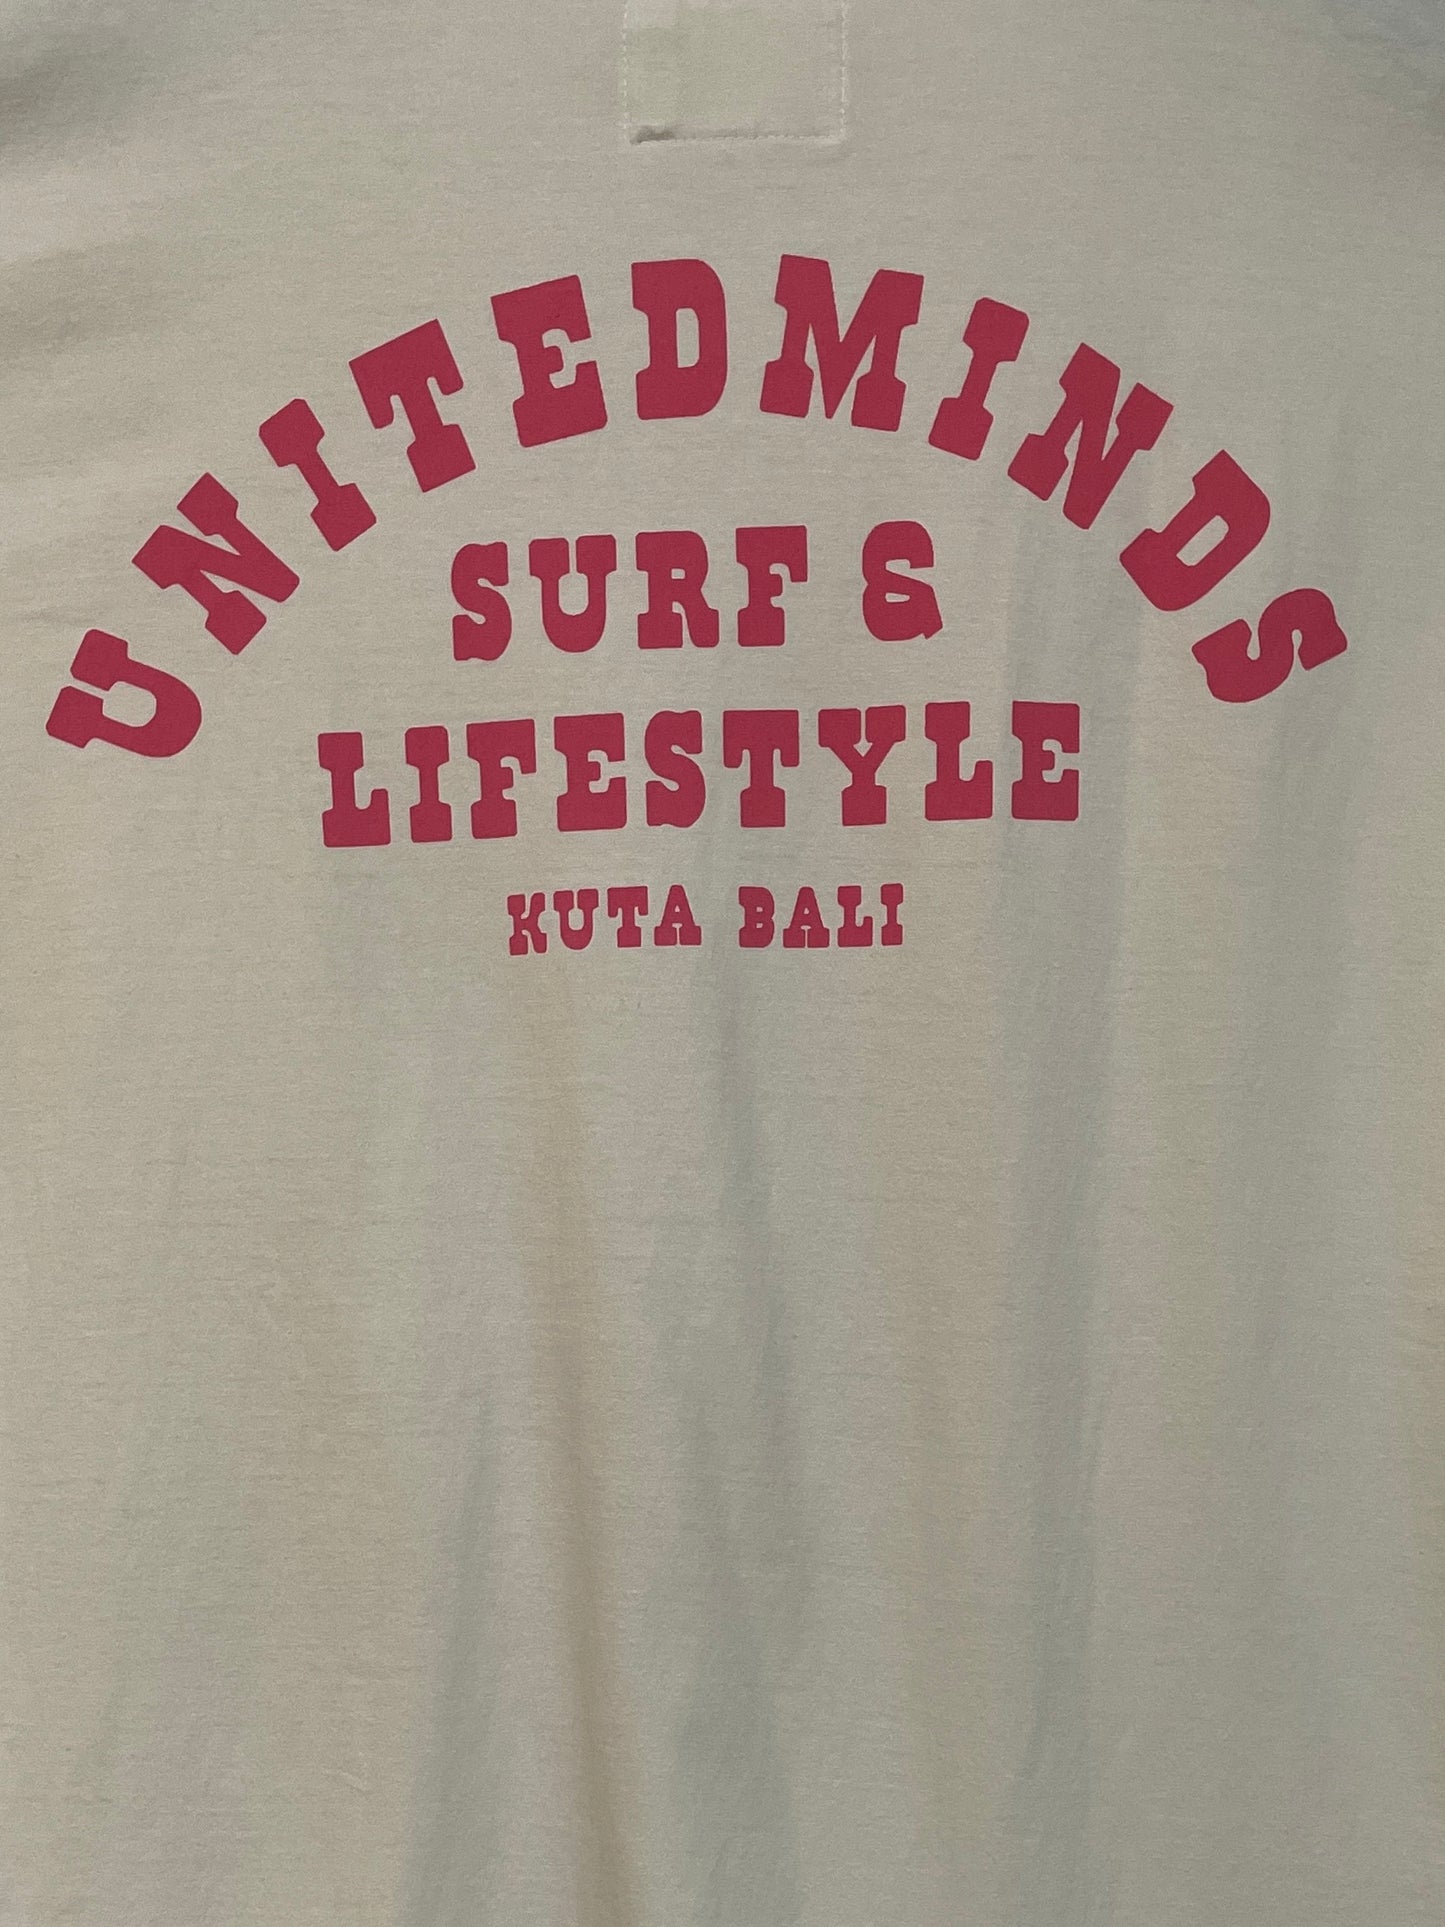 UNITEDMINDS
SURF &
LIFESTYLE
KUTA BALI